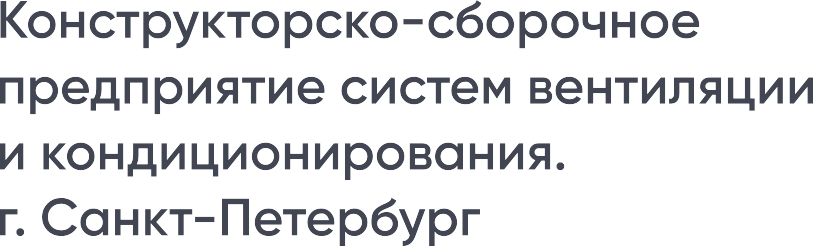 Конструкторско-сборочное
предприятие систем вентиляции
и кондиционирования.
г. Санкт-Петербург